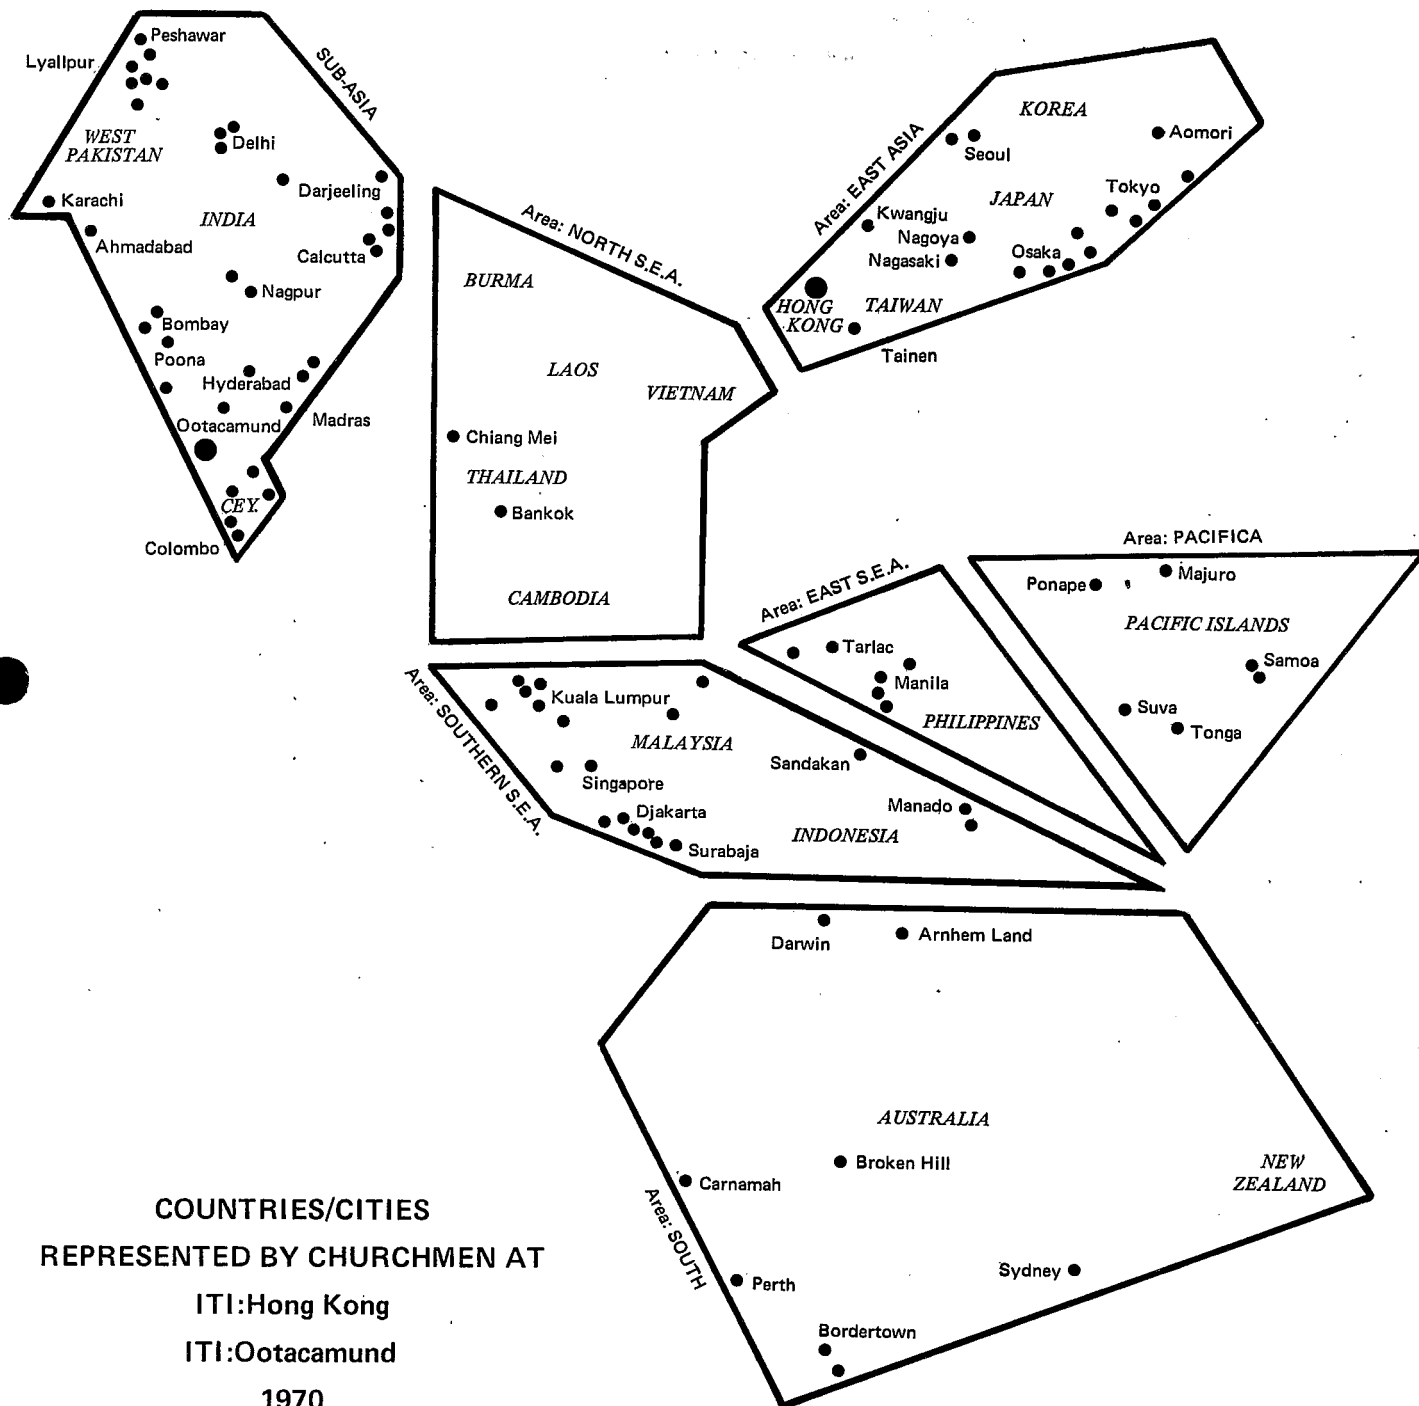 Peshawar
Lyallpur
SUB-ASIA
WEST
PAKISTAN
Delhi
Karachi
Darjeeling
INDIA
Ahmadabad
Calcutta
Nagpur
Bombay
Poona
Hyderabad
Ootacamund
Madras
CEY.
Colombo
Area: NORTH S.E.A.
BURMA
LAOS
VIETNAM
Chiang Mei
THAILAND
Bankok
CAMBODIA
Area: EAST ASIA
KOREA
Seoul
Aomori
JAPAN
Tokyo
Kwangju
Nagoya
Nagasaki
Osaka
HONG
KONG
TAIWAN
Tainen
Area: PACIFICA
Ponape
Majuro
PACIFIC ISLANDS
Samoa
Suva
Tonga
Area: EAST S.E.A.
Tarlac
Manila
PHILIPPINES
Area: SOUTHERN S.E.A.
Kuala Lumpur
MALAYSIA
Sandakan
Singapore
Djakarta
Manado
INDONESIA
Surabaja
Darwin
Arnhem Land
AUSTRALIA
Broken Hill
NEW
ZEALAND
Carnamah
Area: SOUTH
Perth
Sydney
Bordertown
COUNTRIES/CITIES
REPRESENTED BY CHURCHMEN AT
ITI:Hong Kong
ITI:Ootacamund
1970